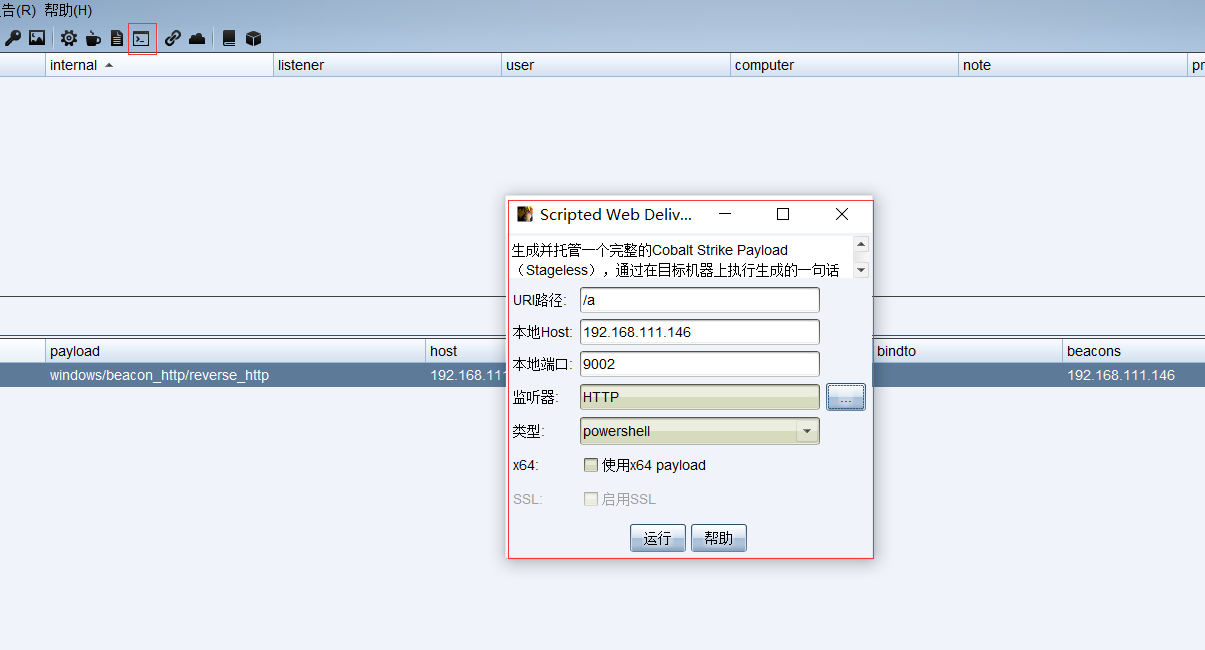 告(R) 帮助(H)
internal listener user computer note pr
Scripted Web Deliv...
生成并托管一个完整的Cobalt Strike Payload
（Stageless），通过在目标机器上执行生成的一句话
URI路径: /a
本地Host: 192.168.111.146
payload host bindto beacons
本地端口: 9002
windows/beacon_http/reverse_http 192.168.111 192.168.111.146
监听器: HTTP ...
类型: powershell
x64: 使用x64 payload
SSL: 启用SSL
运行 帮助